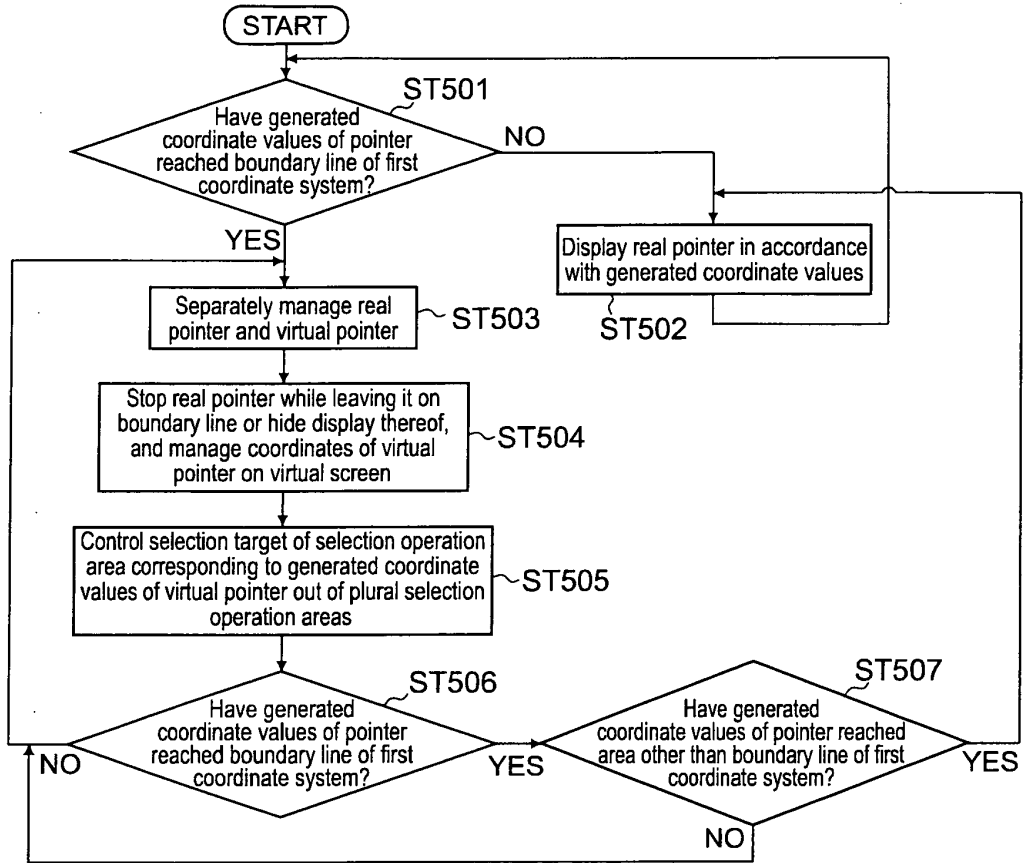 START
ST501
Have generated
coordinate values of pointer
reached boundary line of first
coordinate system?
NO
YES
Display real pointer in accordance
with generated coordinate values
ST502
Separately manage real
pointer and virtual pointer
ST503
Stop real pointer while leaving it on
boundary line or hide display thereof,
and manage coordinates of virtual
pointer on virtual screen
ST504
Control selection target of selection operation
area corresponding to generated coordinate
values of virtual pointer out of plural selection
operation areas
ST505
ST506
Have generated
coordinate values of pointer
reached boundary line of first
coordinate system?
NO
YES
ST507
Have generated
coordinate values of pointer reached
area other than boundary line of first
coordinate system?
YES
NO